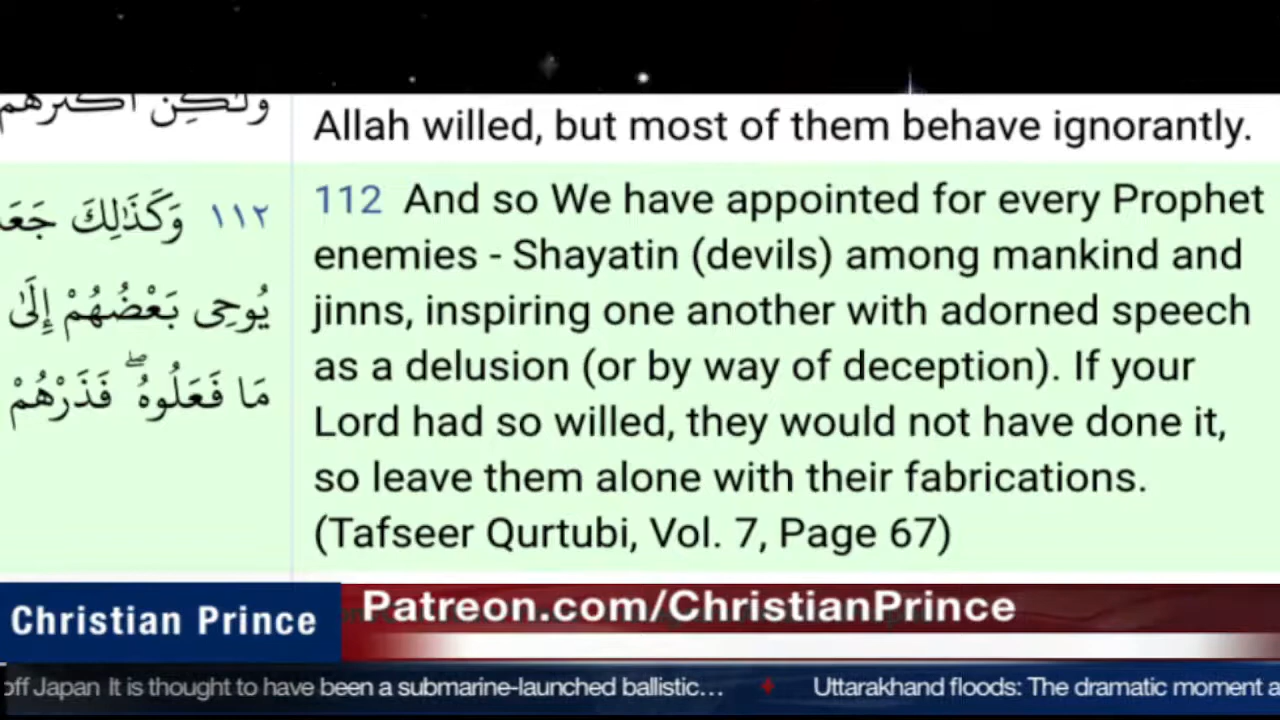 وَلَـٰكِنَّ أَكْثَرَهُمْ
Allah willed, but most of them behave ignorantly.
١١٢ وَكَذَٰلِكَ
112 And so We have appointed for every Prophet
enemies - Shayatin (devils) among mankind and
يُوحِى بَعْضُهُمْ إِلَىٰ
jinns, inspiring one another with adorned speech
as a delusion (or by way of deception). If your
مَا فَعَلُوهُ ۖ فَذَرْهُمْ
Lord had so willed, they would not have done it,
so leave them alone with their fabrications.
(Tafseer Qurtubi, Vol. 7, Page 67)
Christian Prince
Patreon.com/ChristianPrince
off Japan It is thought to have been a submarine-launched ballistic... Uttarakhand floods: The dramatic moment a